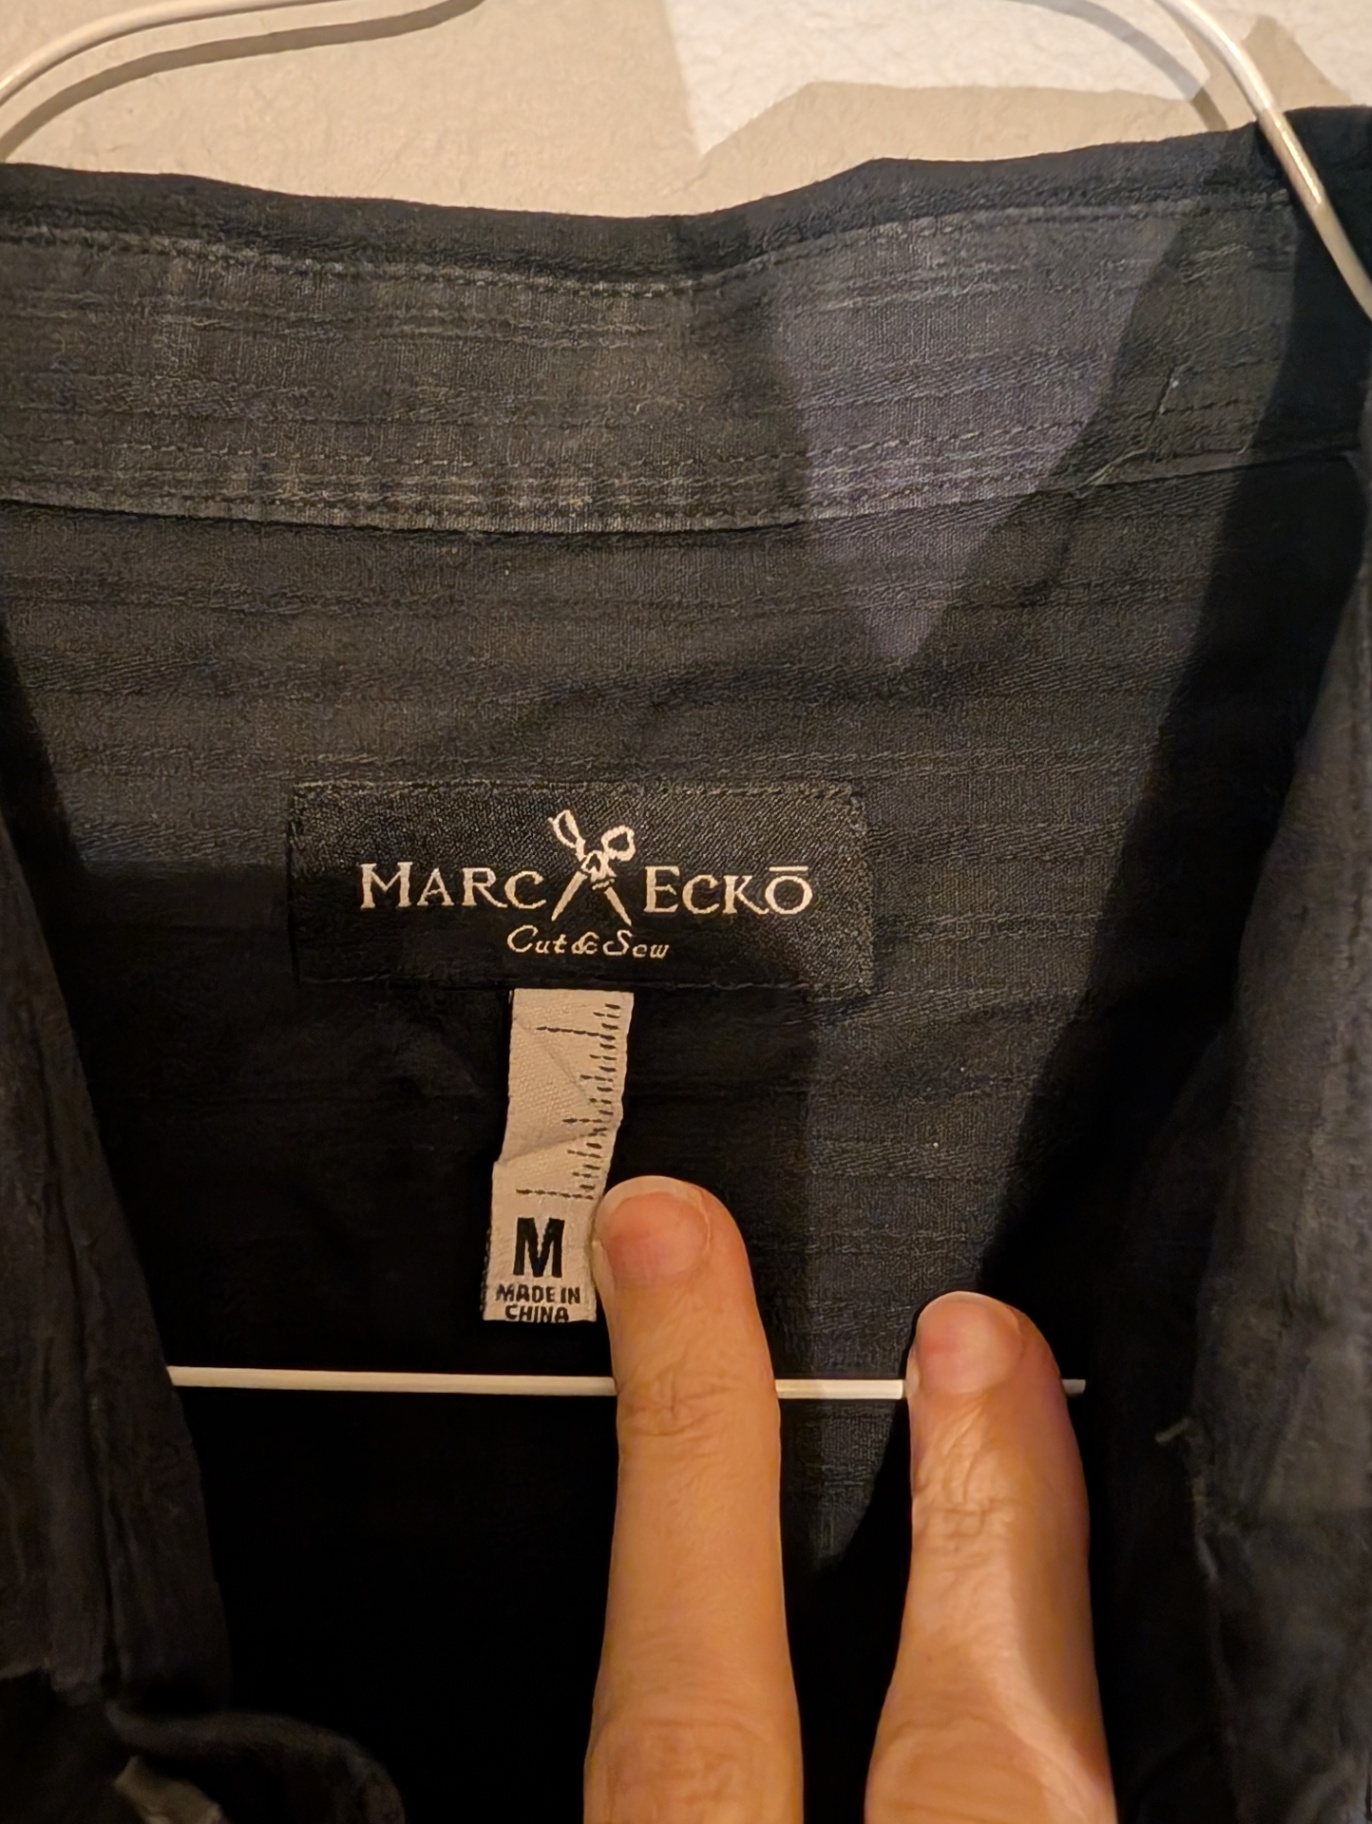 MARC ECKŌ
Cut & Sew
M
MADE IN
CHINA